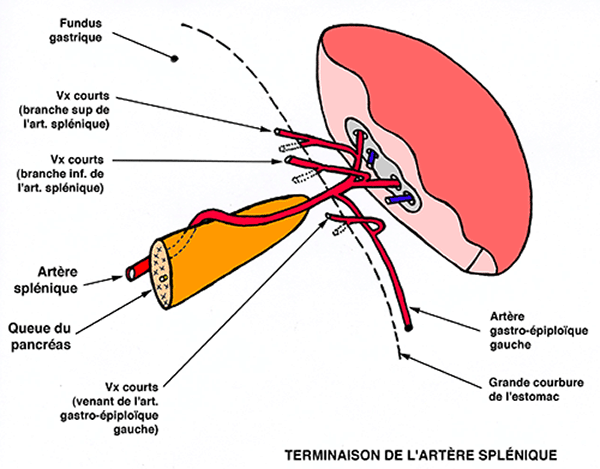 Fundus
gastrique
Vx courts
(branche sup de
l'art. splénique)
Vx courts
(branche inf. de
l'art. splénique)
Artère
splénique
Queue du
pancréas
Vx courts
(venant de l'art.
gastro-épiploïque
gauche)
Artère
gastro-épiploïque
gauche
Grande courbure
de l'estomac
TERMINAISON DE L'ARTÈRE SPLÉNIQUE